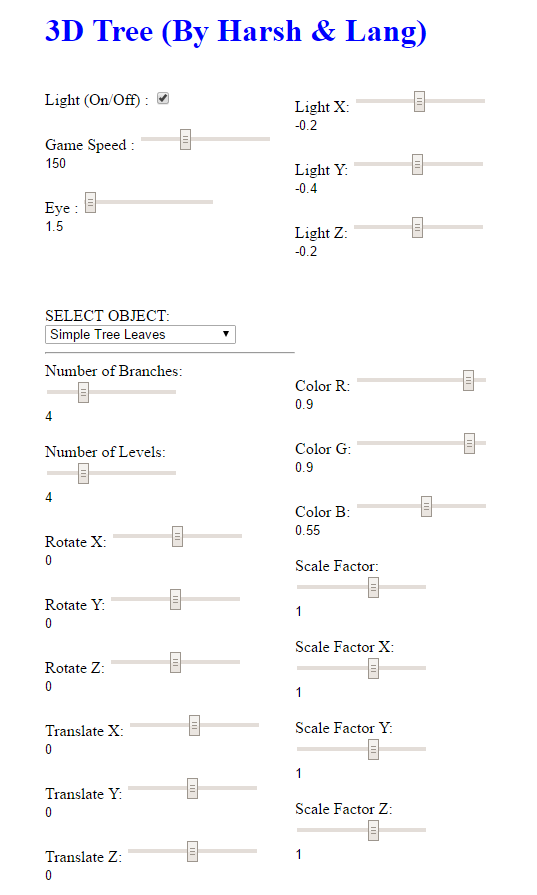 3D Tree (By Harsh & Lang)
Light (On/Off) :
Game Speed :
150
Eye :
1.5
Light X:
-0.2
Light Y:
-0.4
Light Z:
-0.2
SELECT OBJECT:
Simple Tree Leaves
Number of Branches:
4
Number of Levels:
4
Rotate X:
0
Rotate Y:
0
Rotate Z:
0
Translate X:
0
Translate Y:
0
Translate Z:
0
Color R:
0.9
Color G:
0.9
Color B:
0.55
Scale Factor:
1
Scale Factor X:
1
Scale Factor Y:
1
Scale Factor Z:
1